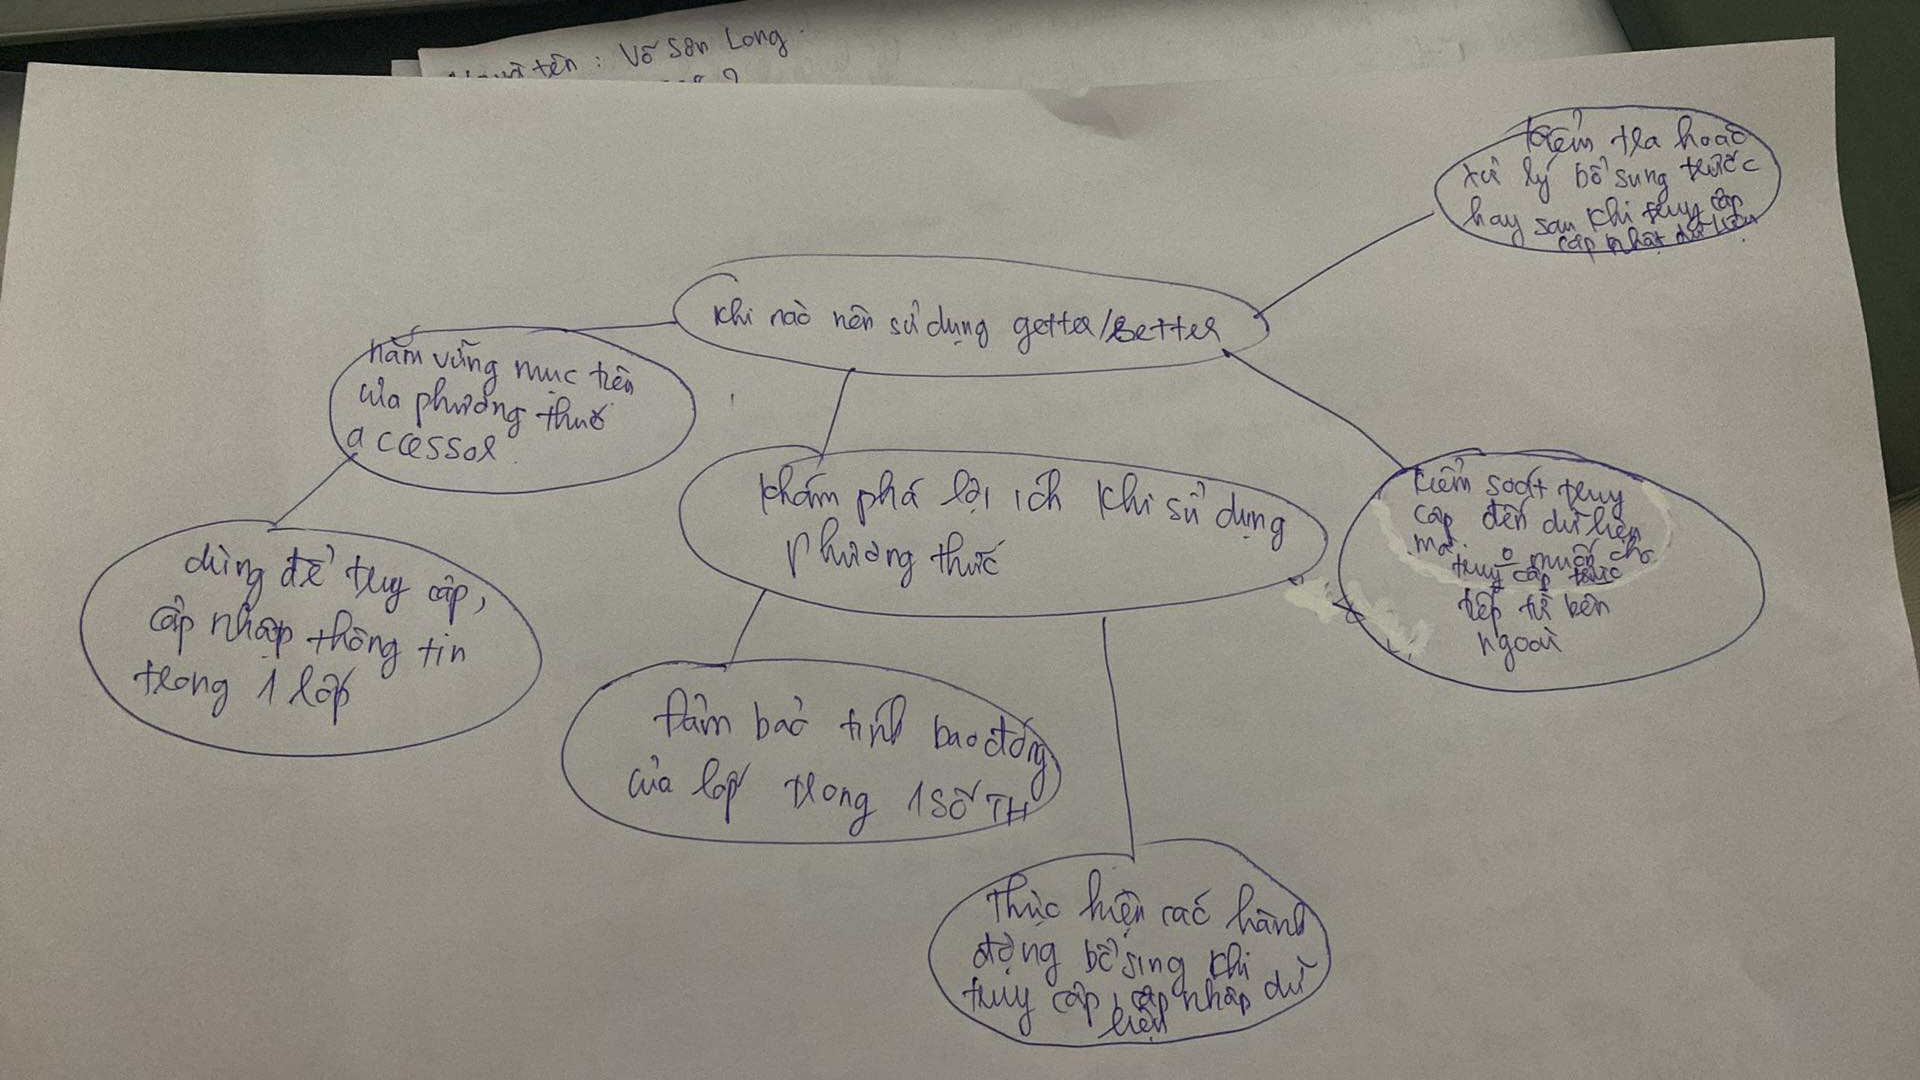 tên : Võ Sơn Long
Kiểm tra hoặc
xử lý bổ sung trước
hay sau khi truy cập
cập nhật dữ liệu
Khi nào nên sử dụng getter/setter
nắm vững mục tiêu
của phương thức
accessor
Khám phá lợi ích khi sử dụng
phương thức
Kiểm soát truy
cập đến dữ liệu
mà o muốn cho
truy cập trực
tiếp từ bên
ngoài
dùng để truy cập,
cập nhập thông tin
trong 1 lớp
Đảm bảo tính bao đóng
của lớp trong 1 số TH
Thực hiện các hành
động bổ sing khi
truy cập, cập nhập dữ
liệu